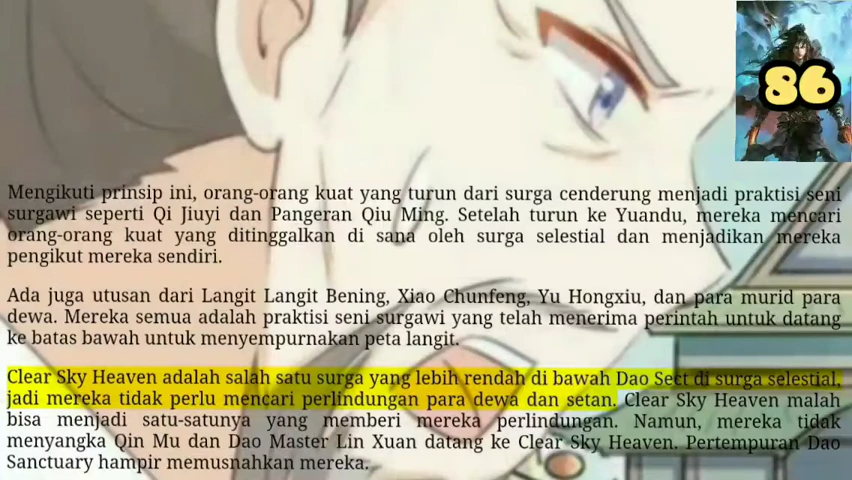 86
Mengikuti prinsip ini, orang-orang kuat yang turun dari surga cenderung menjadi praktisi seni
surgawi seperti Qi Jiuyi dan Pangeran Qiu Ming. Setelah turun ke Yuandu, mereka mencari
orang-orang kuat yang ditinggalkan di sana oleh surga selestial dan menjadikan mereka
pengikut mereka sendiri.
Ada juga utusan dari Langit Langit Bening, Xiao Chunfeng, Yu Hongxiu, dan para murid para
dewa. Mereka semua adalah praktisi seni surgawi yang telah menerima perintah untuk datang
ke batas bawah untuk menyempurnakan peta langit.
Clear Sky Heaven adalah salah satu surga yang lebih rendah di bawah Dao Sect di surga selestial,
jadi mereka tidak perlu mencari perlindungan para dewa dan setan. Clear Sky Heaven malah
bisa menjadi satu-satunya yang memberi mereka perlindungan. Namun, mereka tidak
menyangka Qin Mu dan Dao Master Lin Xuan datang ke Clear Sky Heaven. Pertempuran Dao
Sanctuary hampir memusnahkan mereka.